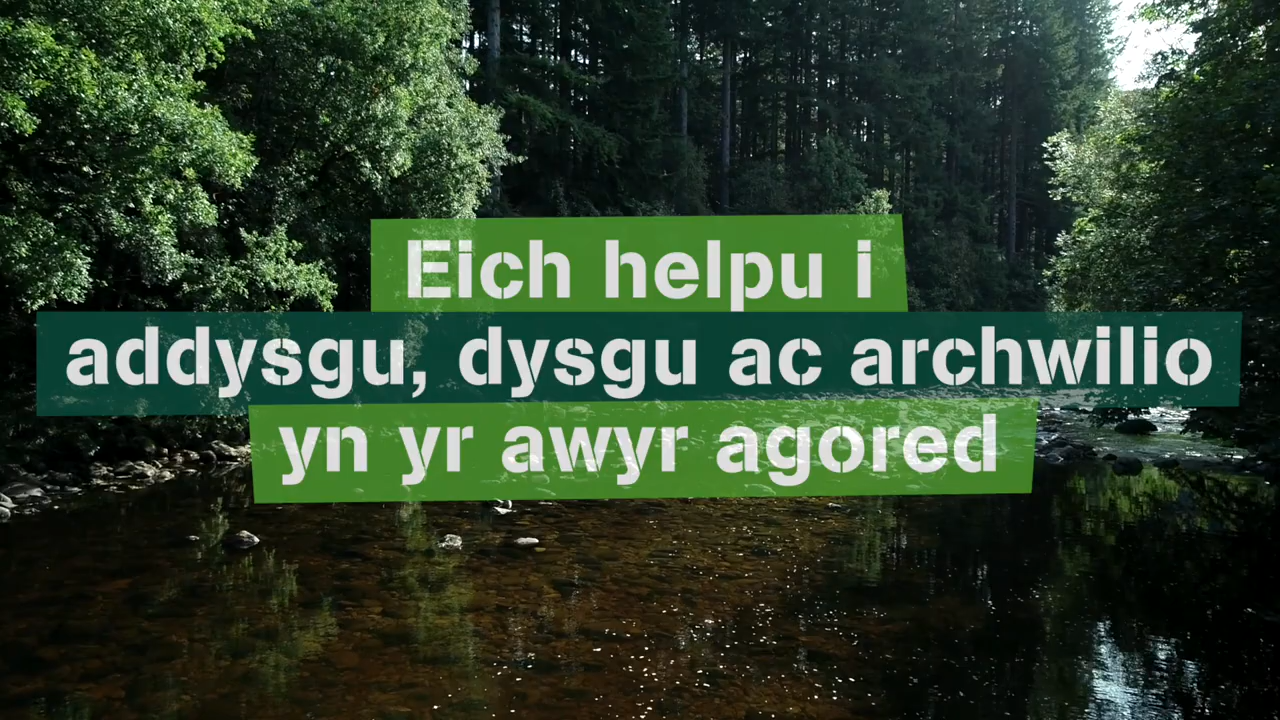 Eich helpu i
addysgu, dysgu ac archwilio
yn yr awyr agored